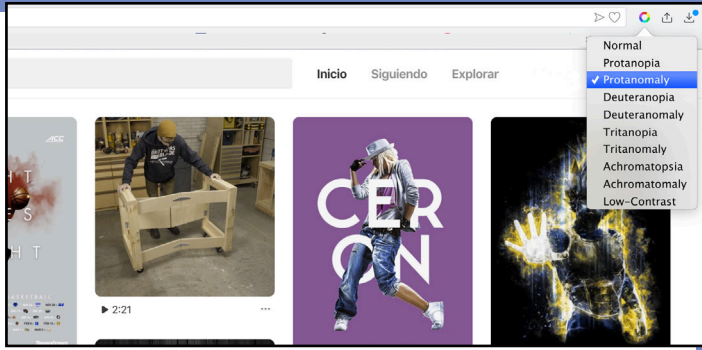 Normal
Protanopia
✓ Protanomaly
Deuteranopia
Deuteranomaly
Tritanopia
Tritanomaly
Achromatopsia
Achromatomaly
Low-Contrast
Inicio Siguiendo Explorar
ACC
H T
E S
H T
CER
ON
2:21
...